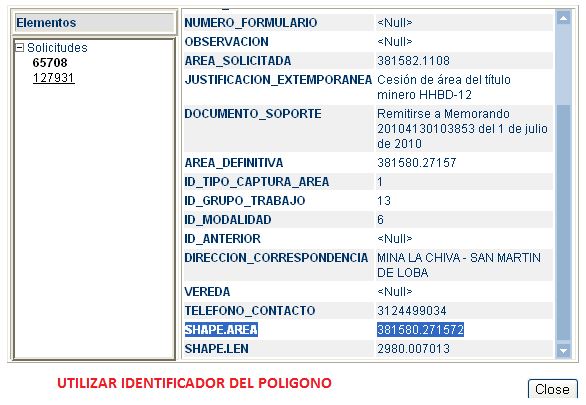 Elementos
Solicitudes
65708
127931
NUMERO_FORMULARIO <Null>
OBSERVACION <Null>
AREA_SOLICITADA 381582.1108
JUSTIFICACION_EXTEMPORANEA Cesión de área del título
minero HHBD-12
DOCUMENTO_SOPORTE Remitirse a Memorando
20104130103853 del 1 de julio
de 2010
AREA_DEFINITIVA 381580.27157
ID_TIPO_CAPTURA_AREA 1
ID_GRUPO_TRABAJO 13
ID_MODALIDAD 6
ID_ANTERIOR <Null>
DIRECCION_CORRESPONDENCIA MINA LA CHIVA - SAN MARTIN
DE LOBA
VEREDA <Null>
TELEFONO_CONTACTO 3124499034
SHAPE.AREA 381580.271572
SHAPE.LEN 2980.007013
UTILIZAR IDENTIFICADOR DEL POLIGONO
Close